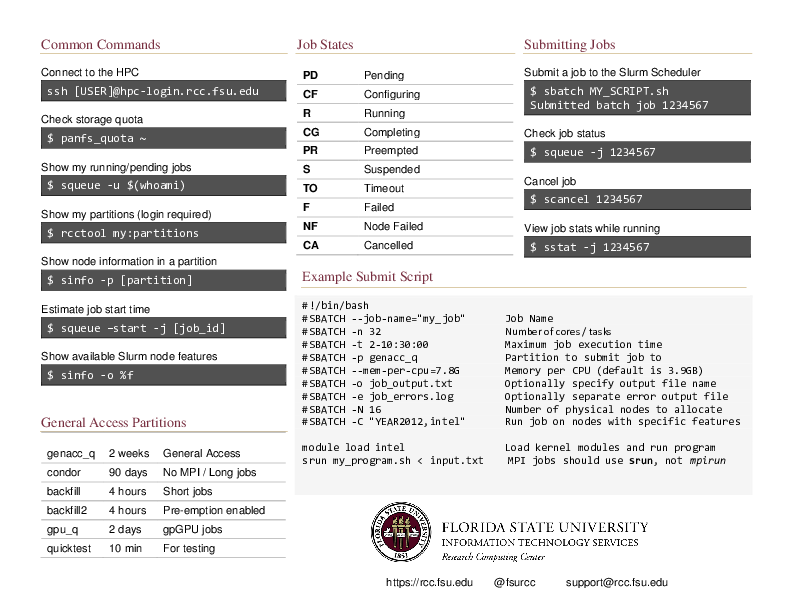 Common Commands
Connect to the HPC
ssh [USER]@hpc-login.rcc.fsu.edu
Check storage quota
$ panfs_quota ~
Show my running/pending jobs
$ squeue -u $(whoami)
Show my partitions (login required)
$ rcctool my:partitions
Show node information in a partition
$ sinfo -p [partition]
Estimate job start time
$ squeue –start -j [job_id]
Show available Slurm node features
$ sinfo -o %f
General Access Partitions
genacc_q 2 weeks General Access
condor 90 days No MPI / Long jobs
backfill 4 hours Short jobs
backfill2 4 hours Pre-emption enabled
gpu_q 2 days gpGPU jobs
quicktest 10 min For testing
Job States
PD Pending
CF Configuring
R Running
CG Completing
PR Preempted
S Suspended
TO Timeout
F Failed
NF Node Failed
CA Cancelled
Submitting Jobs
Submit a job to the Slurm Scheduler
$ sbatch MY_SCRIPT.sh
Submitted batch job 1234567
Check job status
$ squeue -j 1234567
Cancel job
$ scancel 1234567
View job stats while running
$ sstat -j 1234567
Example Submit Script
#!/bin/bash
#SBATCH --job-name="my_job" Job Name
#SBATCH -n 32 Number of cores/tasks
#SBATCH -t 2-10:30:00 Maximum job execution time
#SBATCH -p genacc_q Partition to submit job to
#SBATCH --mem-per-cpu=7.8G Memory per CPU (default is 3.9GB)
#SBATCH -o job_output.txt Optionally specify output file name
#SBATCH -e job_errors.log Optionally separate error output file
#SBATCH -N 16 Number of physical nodes to allocate
#SBATCH -C "YEAR2012,intel" Run job on nodes with specific features
module load intel Load kernel modules and run program
srun my_program.sh < input.txt MPI jobs should use srun, not mpirun
FLORIDA STATE UNIVERSITY
INFORMATION TECHNOLOGY SERVICES
Research Computing Center
1851
https://rcc.fsu.edu @fsurcc support@rcc.fsu.edu